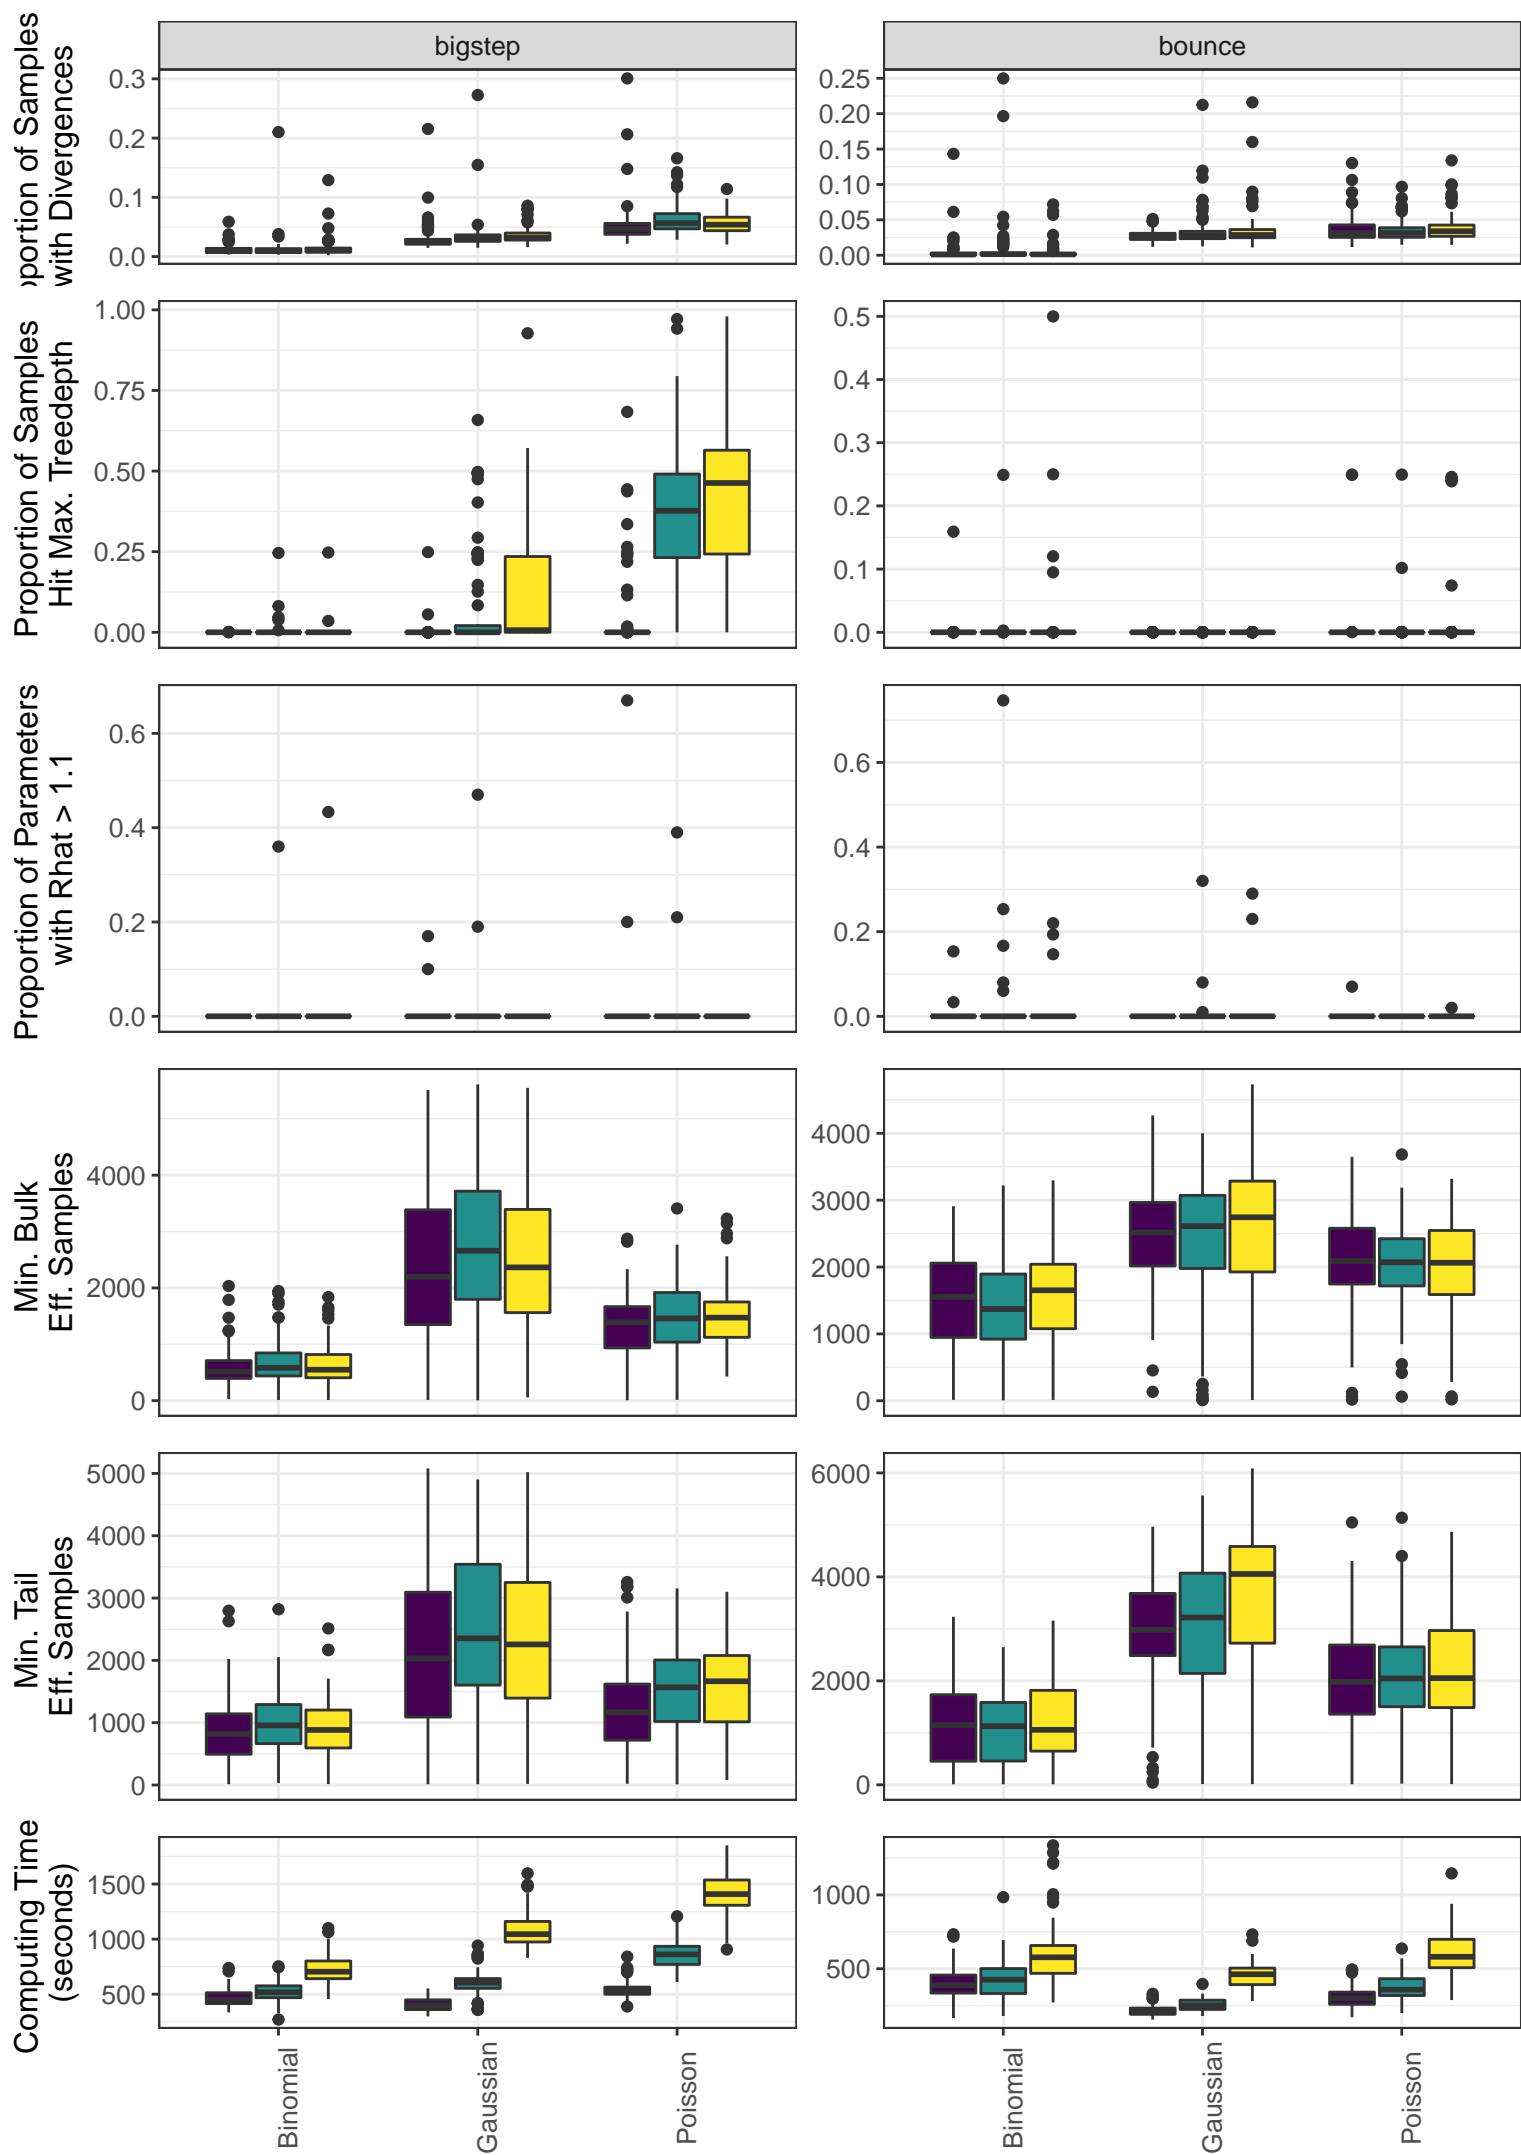 bigstep
bounce
portion of Samples
with Divergences
0.3
0.2
0.1
0.0
0.25
0.20
0.15
0.10
0.05
0.00
Proportion of Samples
Hit Max. Treedepth
1.00
0.75
0.50
0.25
0.00
0.5
0.4
0.3
0.2
0.1
0.0
Proportion of Parameters
with Rhat > 1.1
0.6
0.4
0.2
0.0
0.6
0.4
0.2
0.0
Min. Bulk
Eff. Samples
4000
2000
0
4000
3000
2000
1000
0
Min. Tail
Eff. Samples
5000
4000
3000
2000
1000
0
6000
4000
2000
0
Computing Time
(seconds)
1500
1000
500
1000
500
Binomial
Gaussian
Poisson
Binomial
Gaussian
Poisson